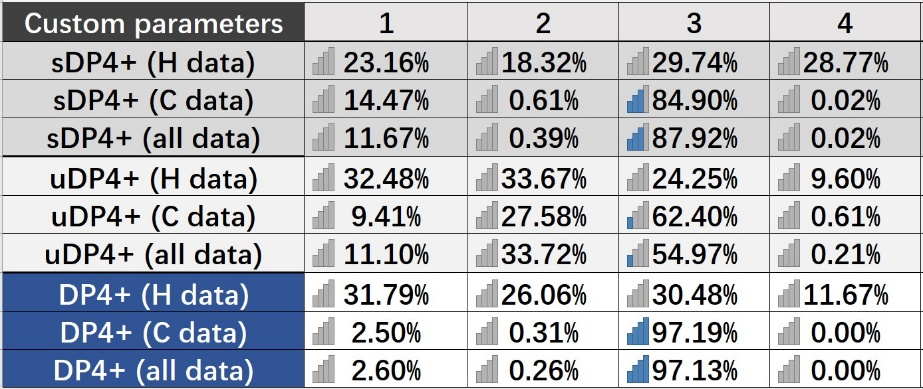 Custom parameters 1 2 3 4
sDP4+ (H data) 23.16% 18.32% 29.74% 28.77%
sDP4+ (C data) 14.47% 0.61% 84.90% 0.02%
sDP4+ (all data) 11.67% 0.39% 87.92% 0.02%
uDP4+ (H data) 32.48% 33.67% 24.25% 9.60%
uDP4+ (C data) 9.41% 27.58% 62.40% 0.61%
uDP4+ (all data) 11.10% 33.72% 54.97% 0.21%
DP4+ (H data) 31.79% 26.06% 30.48% 11.67%
DP4+ (C data) 2.50% 0.31% 97.19% 0.00%
DP4+ (all data) 2.60% 0.26% 97.13% 0.00%